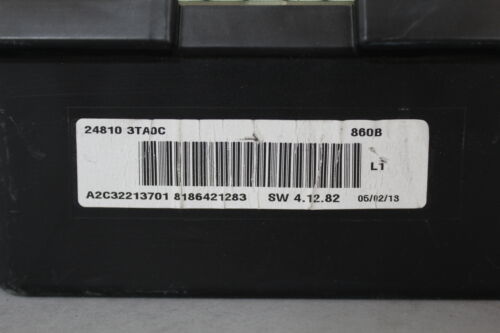 24810 3TA0C 860B
L1
A2C32213701 8186421283 SW 4.12.82 05/02/13